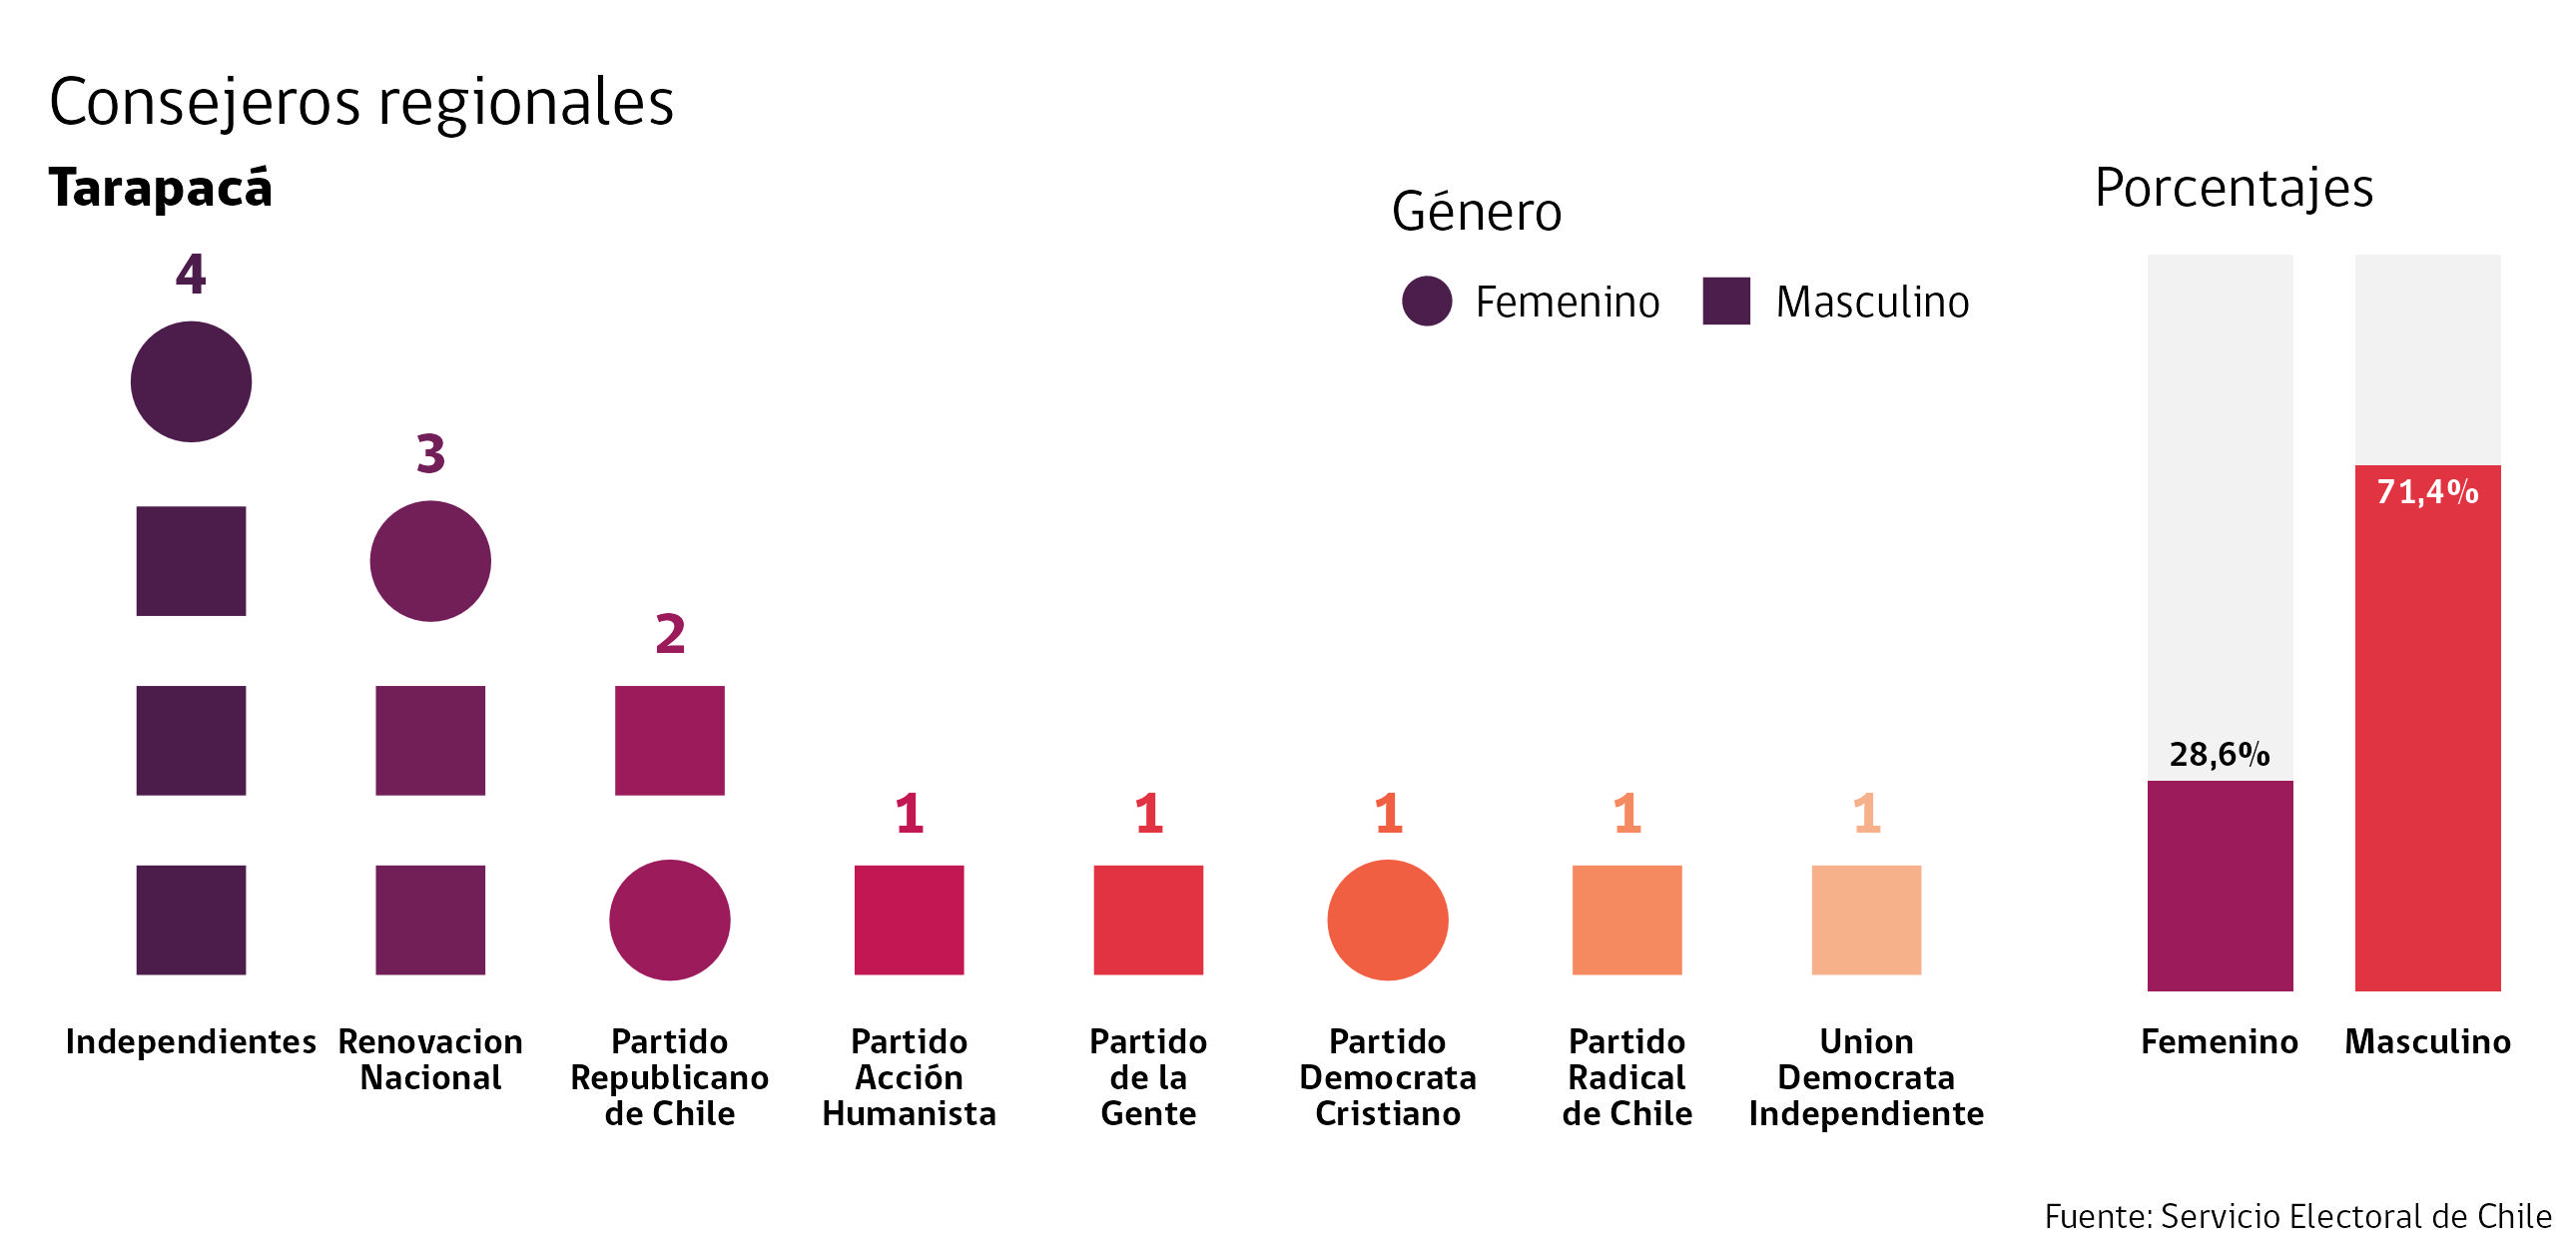 Consejeros regionales
Tarapacá
Género
Femenino
Masculino
4
3
2
1
1
1
1
1
Independientes
Renovacion
Nacional
Partido
Republicano
de Chile
Partido
Acción
Humanista
Partido
de la
Gente
Partido
Democrata
Cristiano
Partido
Radical
de Chile
Union
Democrata
Independiente
Porcentajes
28,6%
71,4%
Femenino
Masculino
Fuente: Servicio Electoral de Chile